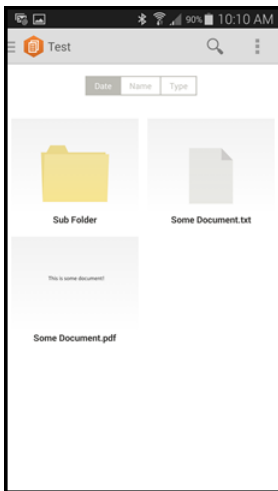 90% 10:10 AM
Test
Date Name Type
Sub Folder Some Document.txt
This is some document!
Some Document.pdf